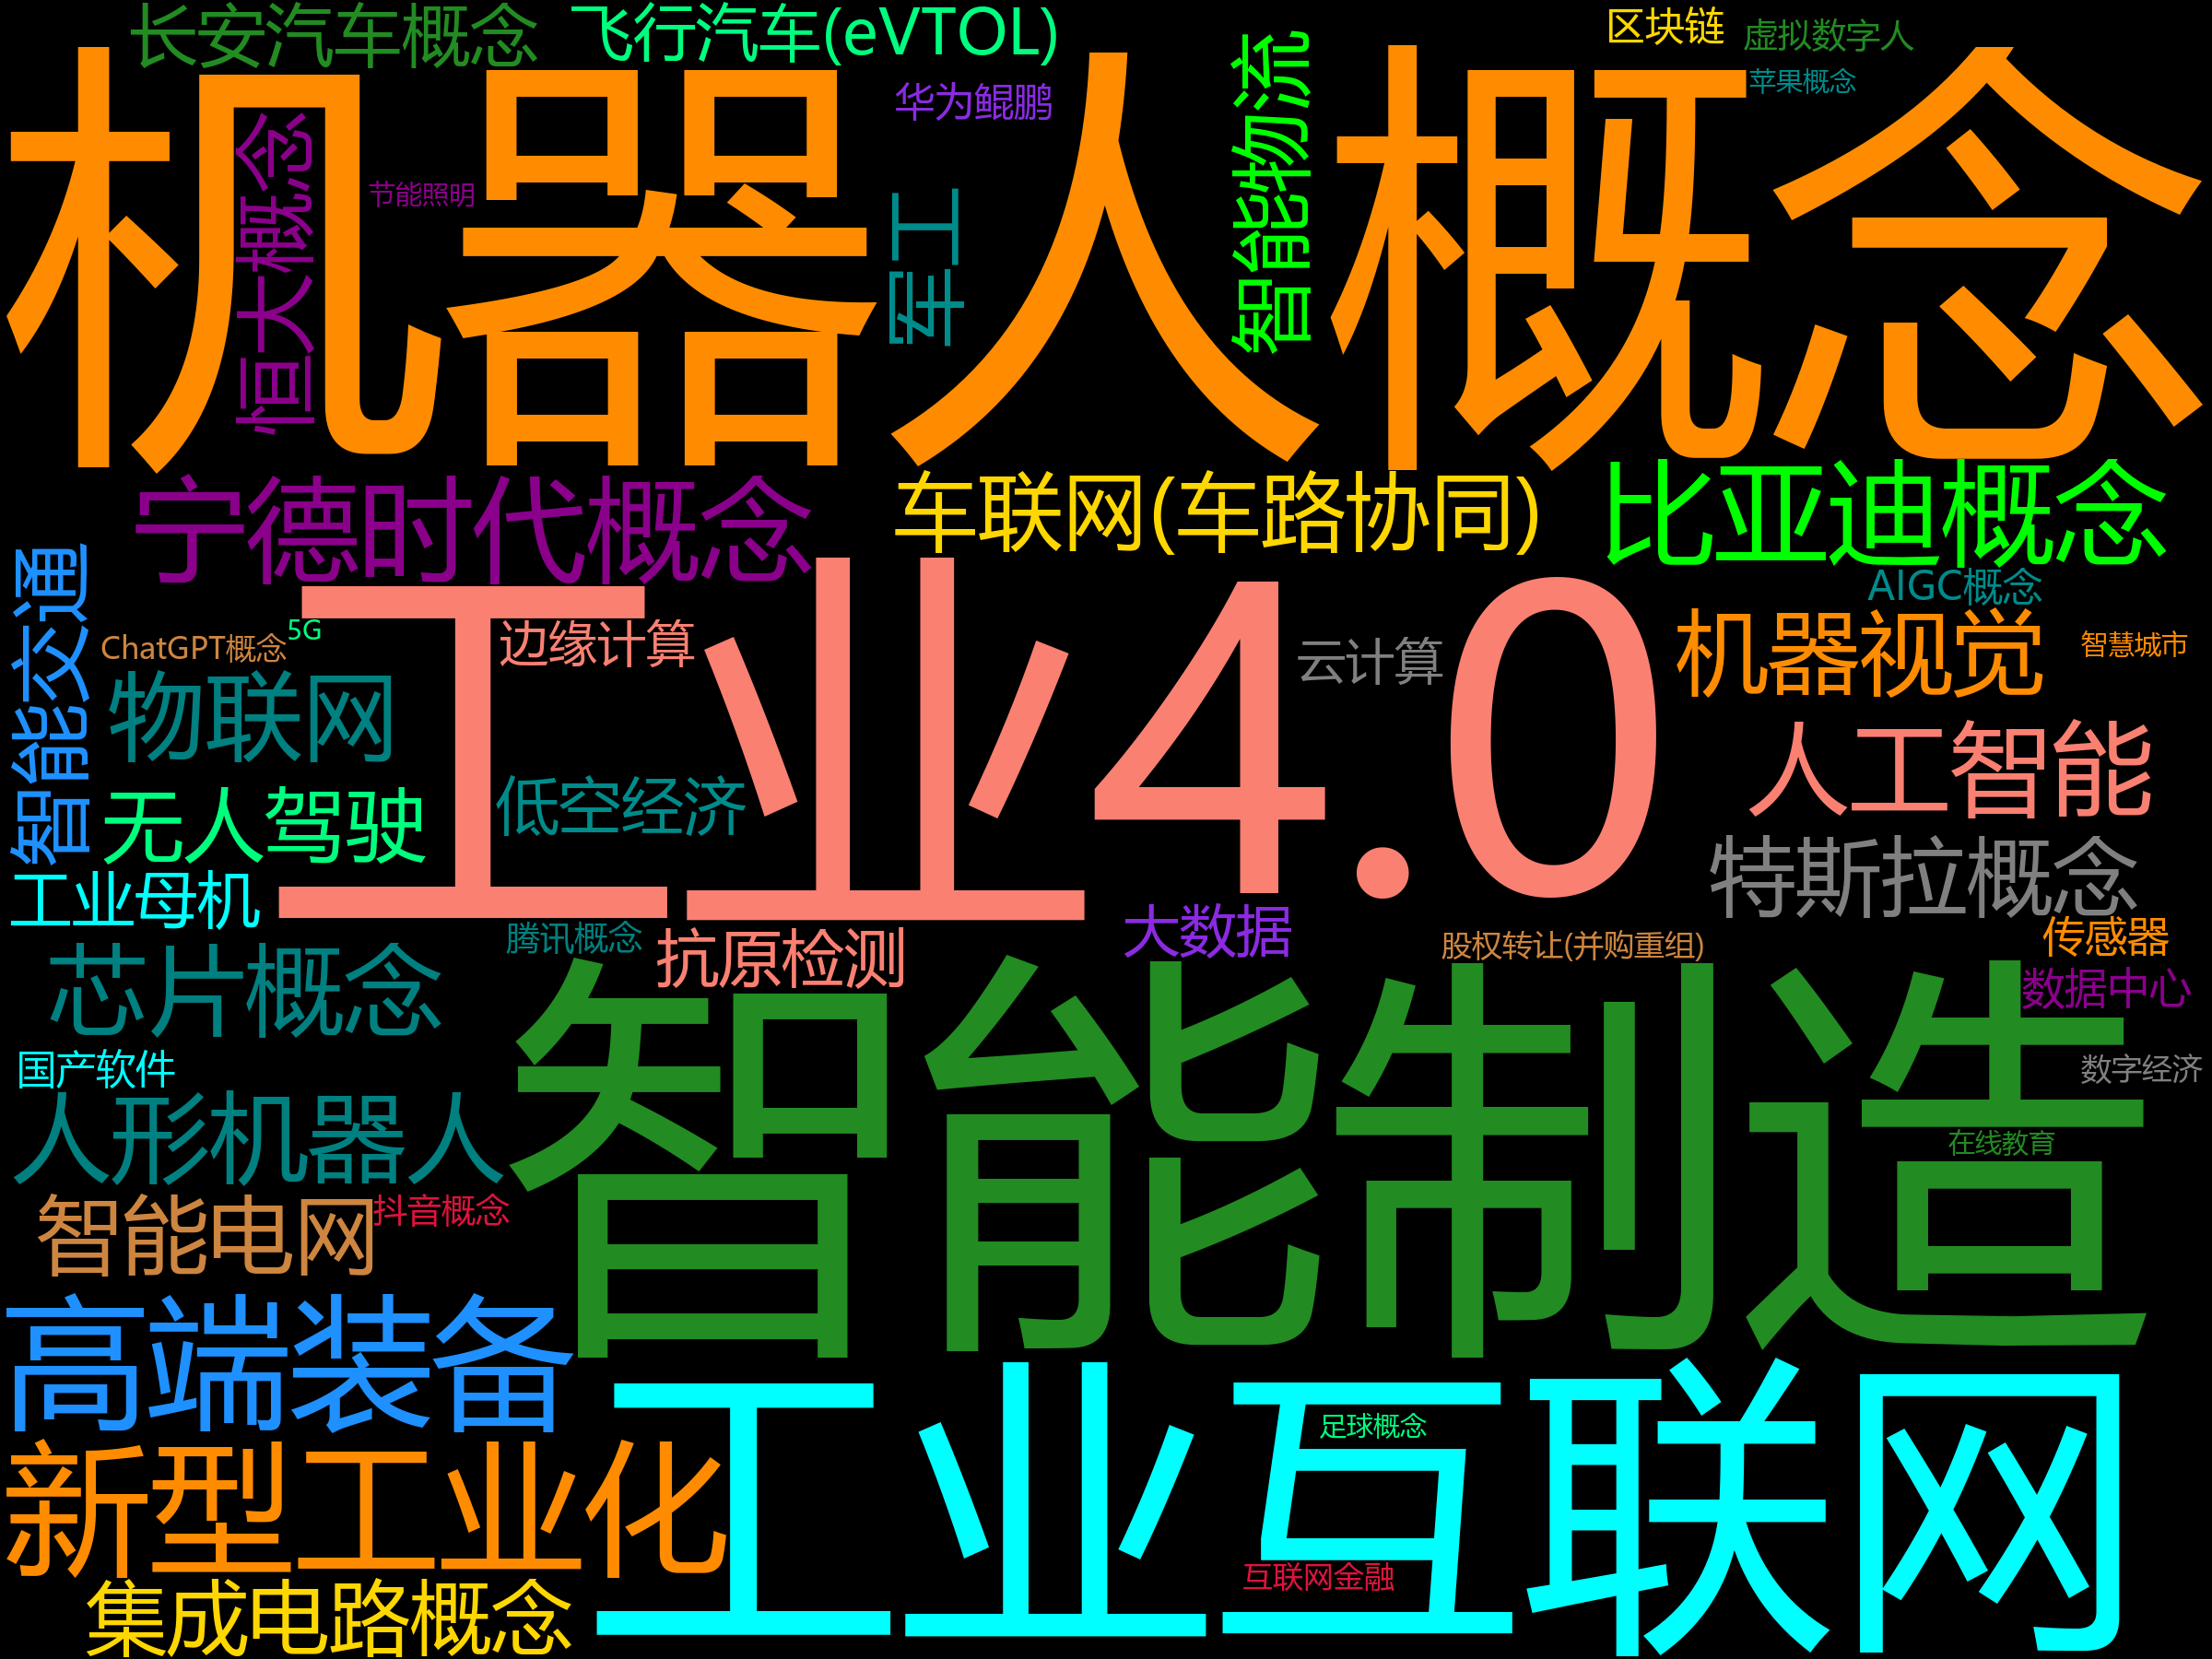 长安汽车概念
飞行汽车(eVTOL)
区块链
虚拟数字人
苹果概念
华为鲲鹏
机器人概念
恒大概念
节能照明
军工
智能物流
宁德时代概念
车联网(车路协同)
比亚迪概念
AIGC概念
智能交通
ChatGPT概念
5G
边缘计算
云计算
机器视觉
智慧城市
物联网
工业4.0
人工智能
低空经济
无人驾驶
特斯拉概念
工业母机
大数据
传感器
腾讯概念
抗原检测
股权转让(并购重组)
芯片概念
数据中心
国产软件
数字经济
智能制造
人形机器人
在线教育
智能电网
抖音概念
高端装备
足球概念
工业互联网
新型工业化
互联网金融
集成电路概念